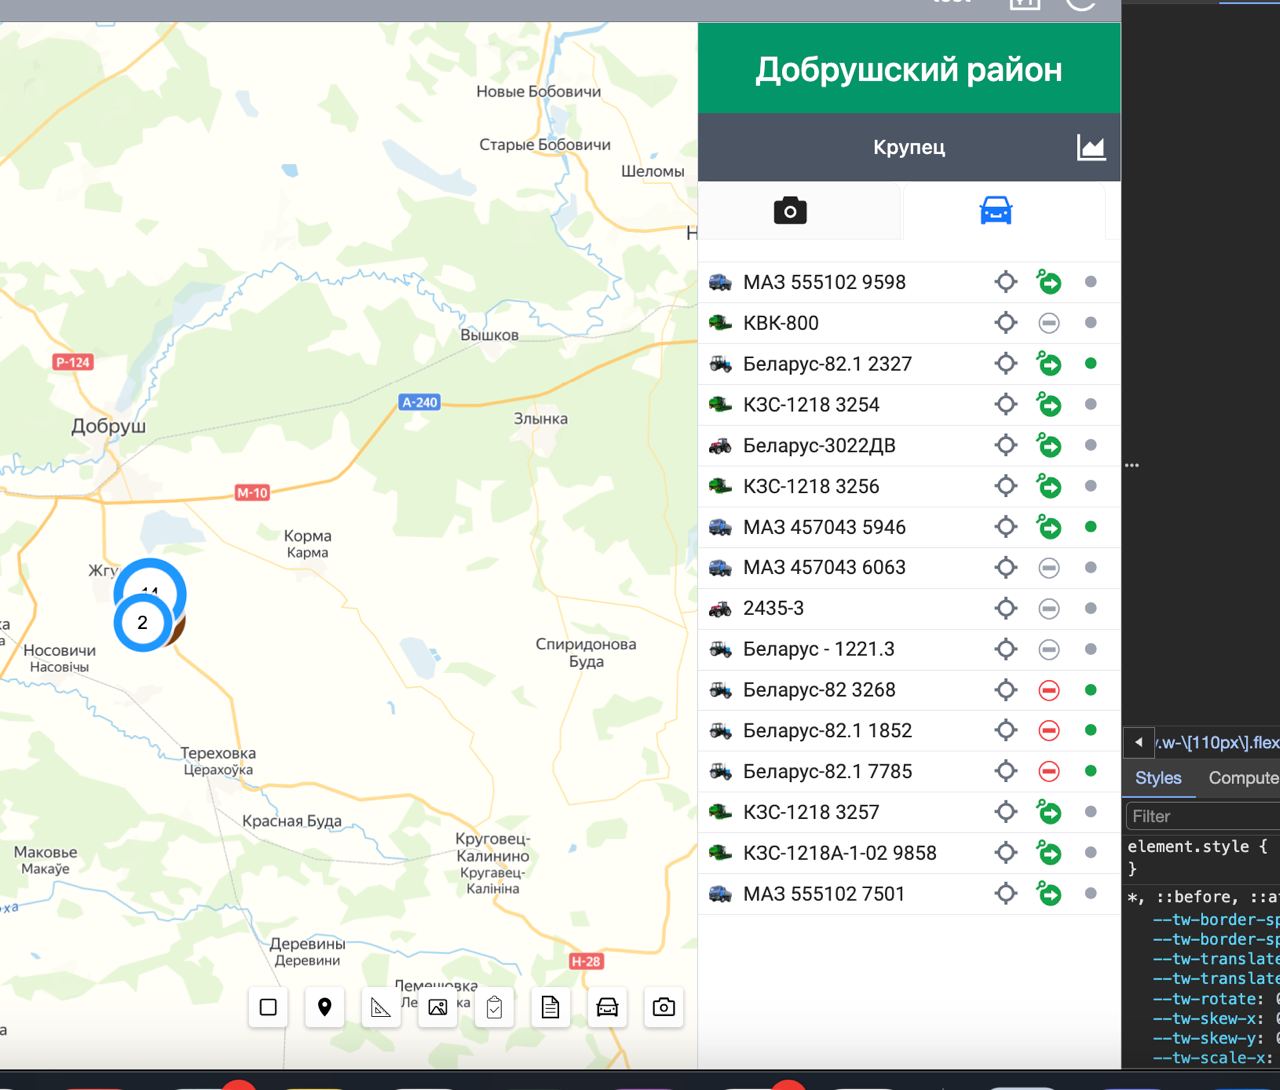 Добрушский район
Крупец
МАЗ 555102 9598
КВК-800
Беларус-82.1 2327
КЗС-1218 3254
Беларус-3022ДВ
КЗС-1218 3256
МАЗ 457043 5946
МАЗ 457043 6063
2435-3
Беларус - 1221.3
Беларус-82 3268
Беларус-82.1 1852
Беларус-82.1 7785
КЗС-1218 3257
КЗС-1218А-1-02 9858
МАЗ 555102 7501
Новые Бобовичи
Старые Бобовичи
Шеломы
Вышков
Р-124
А-240
Добруш
Злынка
М-10
Корма
Карма
Жгу
2
Носовичи
Насовічы
Спиридонова
Буда
Тереховка
Церахоўка
Красная Буда
Круговец-
Калинино
Кругавец-
Калініна
Маковье
Макаўе
Деревины
Деревини
Н-28
Лемешовка
...
.w-\[110px\].flex
Styles
Compute
Filter
element.style {
}
*, ::before, ::a
--tw-border-sp
--tw-border-sp
--tw-translate
--tw-translate
--tw-rotate:
--tw-skew-x:
--tw-skew-y:
--tw-scale-x: